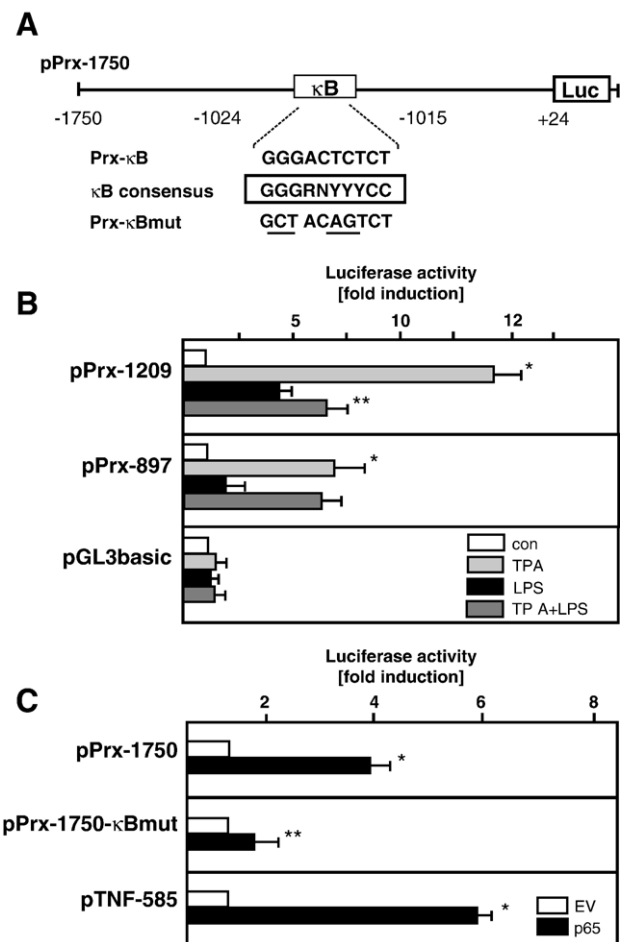 A
pPrx-1750
κB
Luc
-1750 -1024 -1015 +24
Prx-κB GGGACTCTCT
κB consensus GGGRNYYYCC
Prx-κBmut GCT ACAGTCT
Luciferase activity
[fold induction]
B
5 10 12
pPrx-1209
*
**
pPrx-897
*
pGL3basic
con
TPA
LPS
TP A+LPS
Luciferase activity
[fold induction]
C
2 4 6 8
pPrx-1750
*
pPrx-1750-κBmut
**
pTNF-585
*
EV
p65